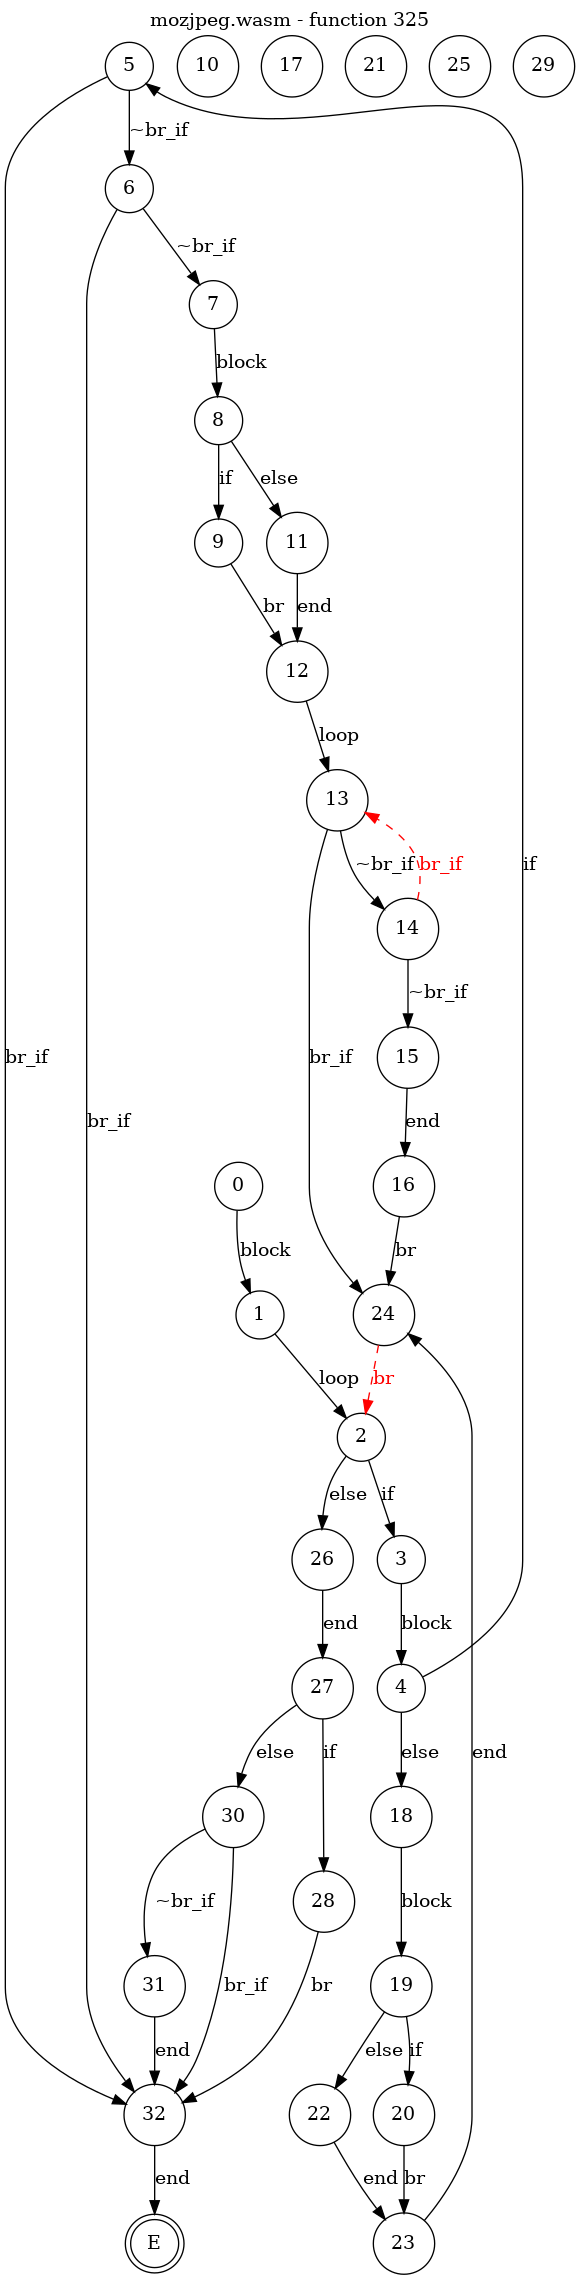 mozjpeg.wasm - function 325
5 10 17 21 25 29
~br_if
6
~br_if
7
block
8
if else
9 11
br end
12
loop
13
~br_if br_if if
14
~br_if
15
br_if br_if
end
br_if
0 16
block br
1 24
loop br
2
else if
26 3
end block
27 4
else if else end
30 18
~br_if block
28
31 19
br_if br
end else if
32 22 20
end end br
E 23